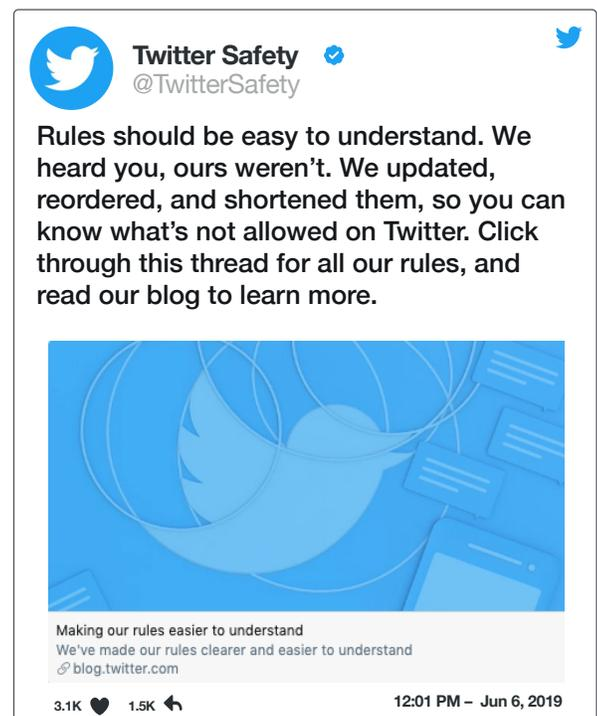 Twitter Safety
@TwitterSafety
Rules should be easy to understand. We
heard you, ours weren’t. We updated,
reordered, and shortened them, so you can
know what’s not allowed on Twitter. Click
through this thread for all our rules, and
read our blog to learn more.
Making our rules easier to understand
We've made our rules clearer and easier to understand
blog.twitter.com
3.1K 1.5K 12:01 PM – Jun 6, 2019